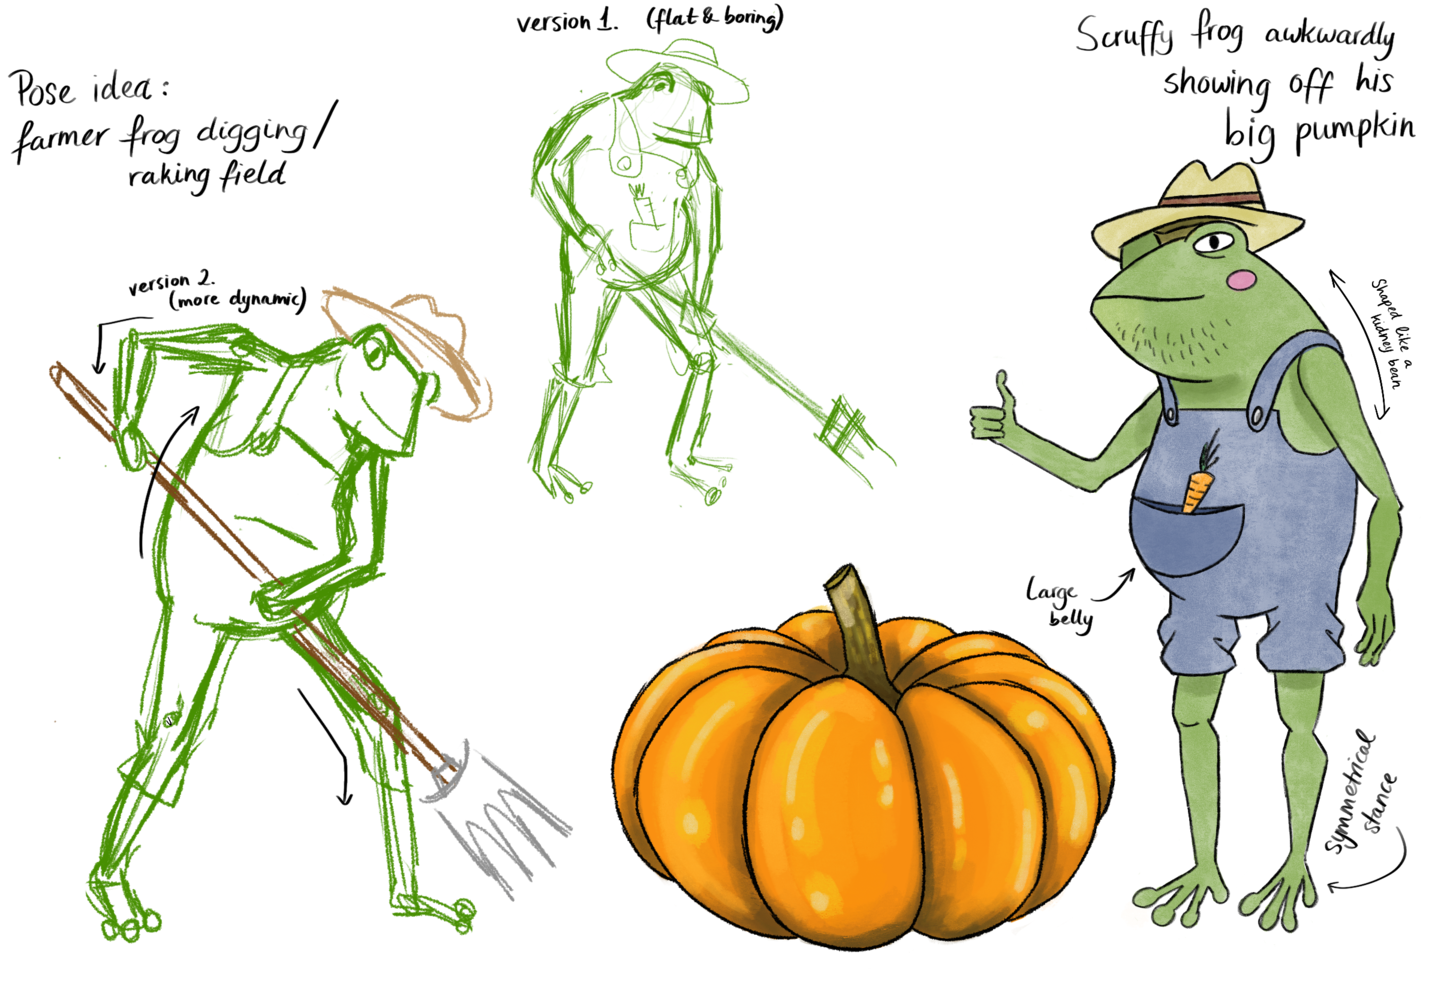 version 1. (flat & boring)
Scruffy frog awkwardly
showing off his
big pumpkin
Pose idea:
farmer frog digging/
raking field
version 2.
(more dynamic)
Shaped like a
kidney bean
Large
belly
Symmetrical
stance